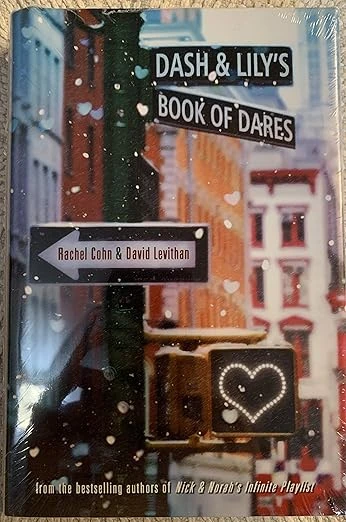 DASH & LILY'S
BOOK OF DARES
Rachel Cohn & David Levithan
from the bestselling authors of Nick & Norah's Infinite Playlist